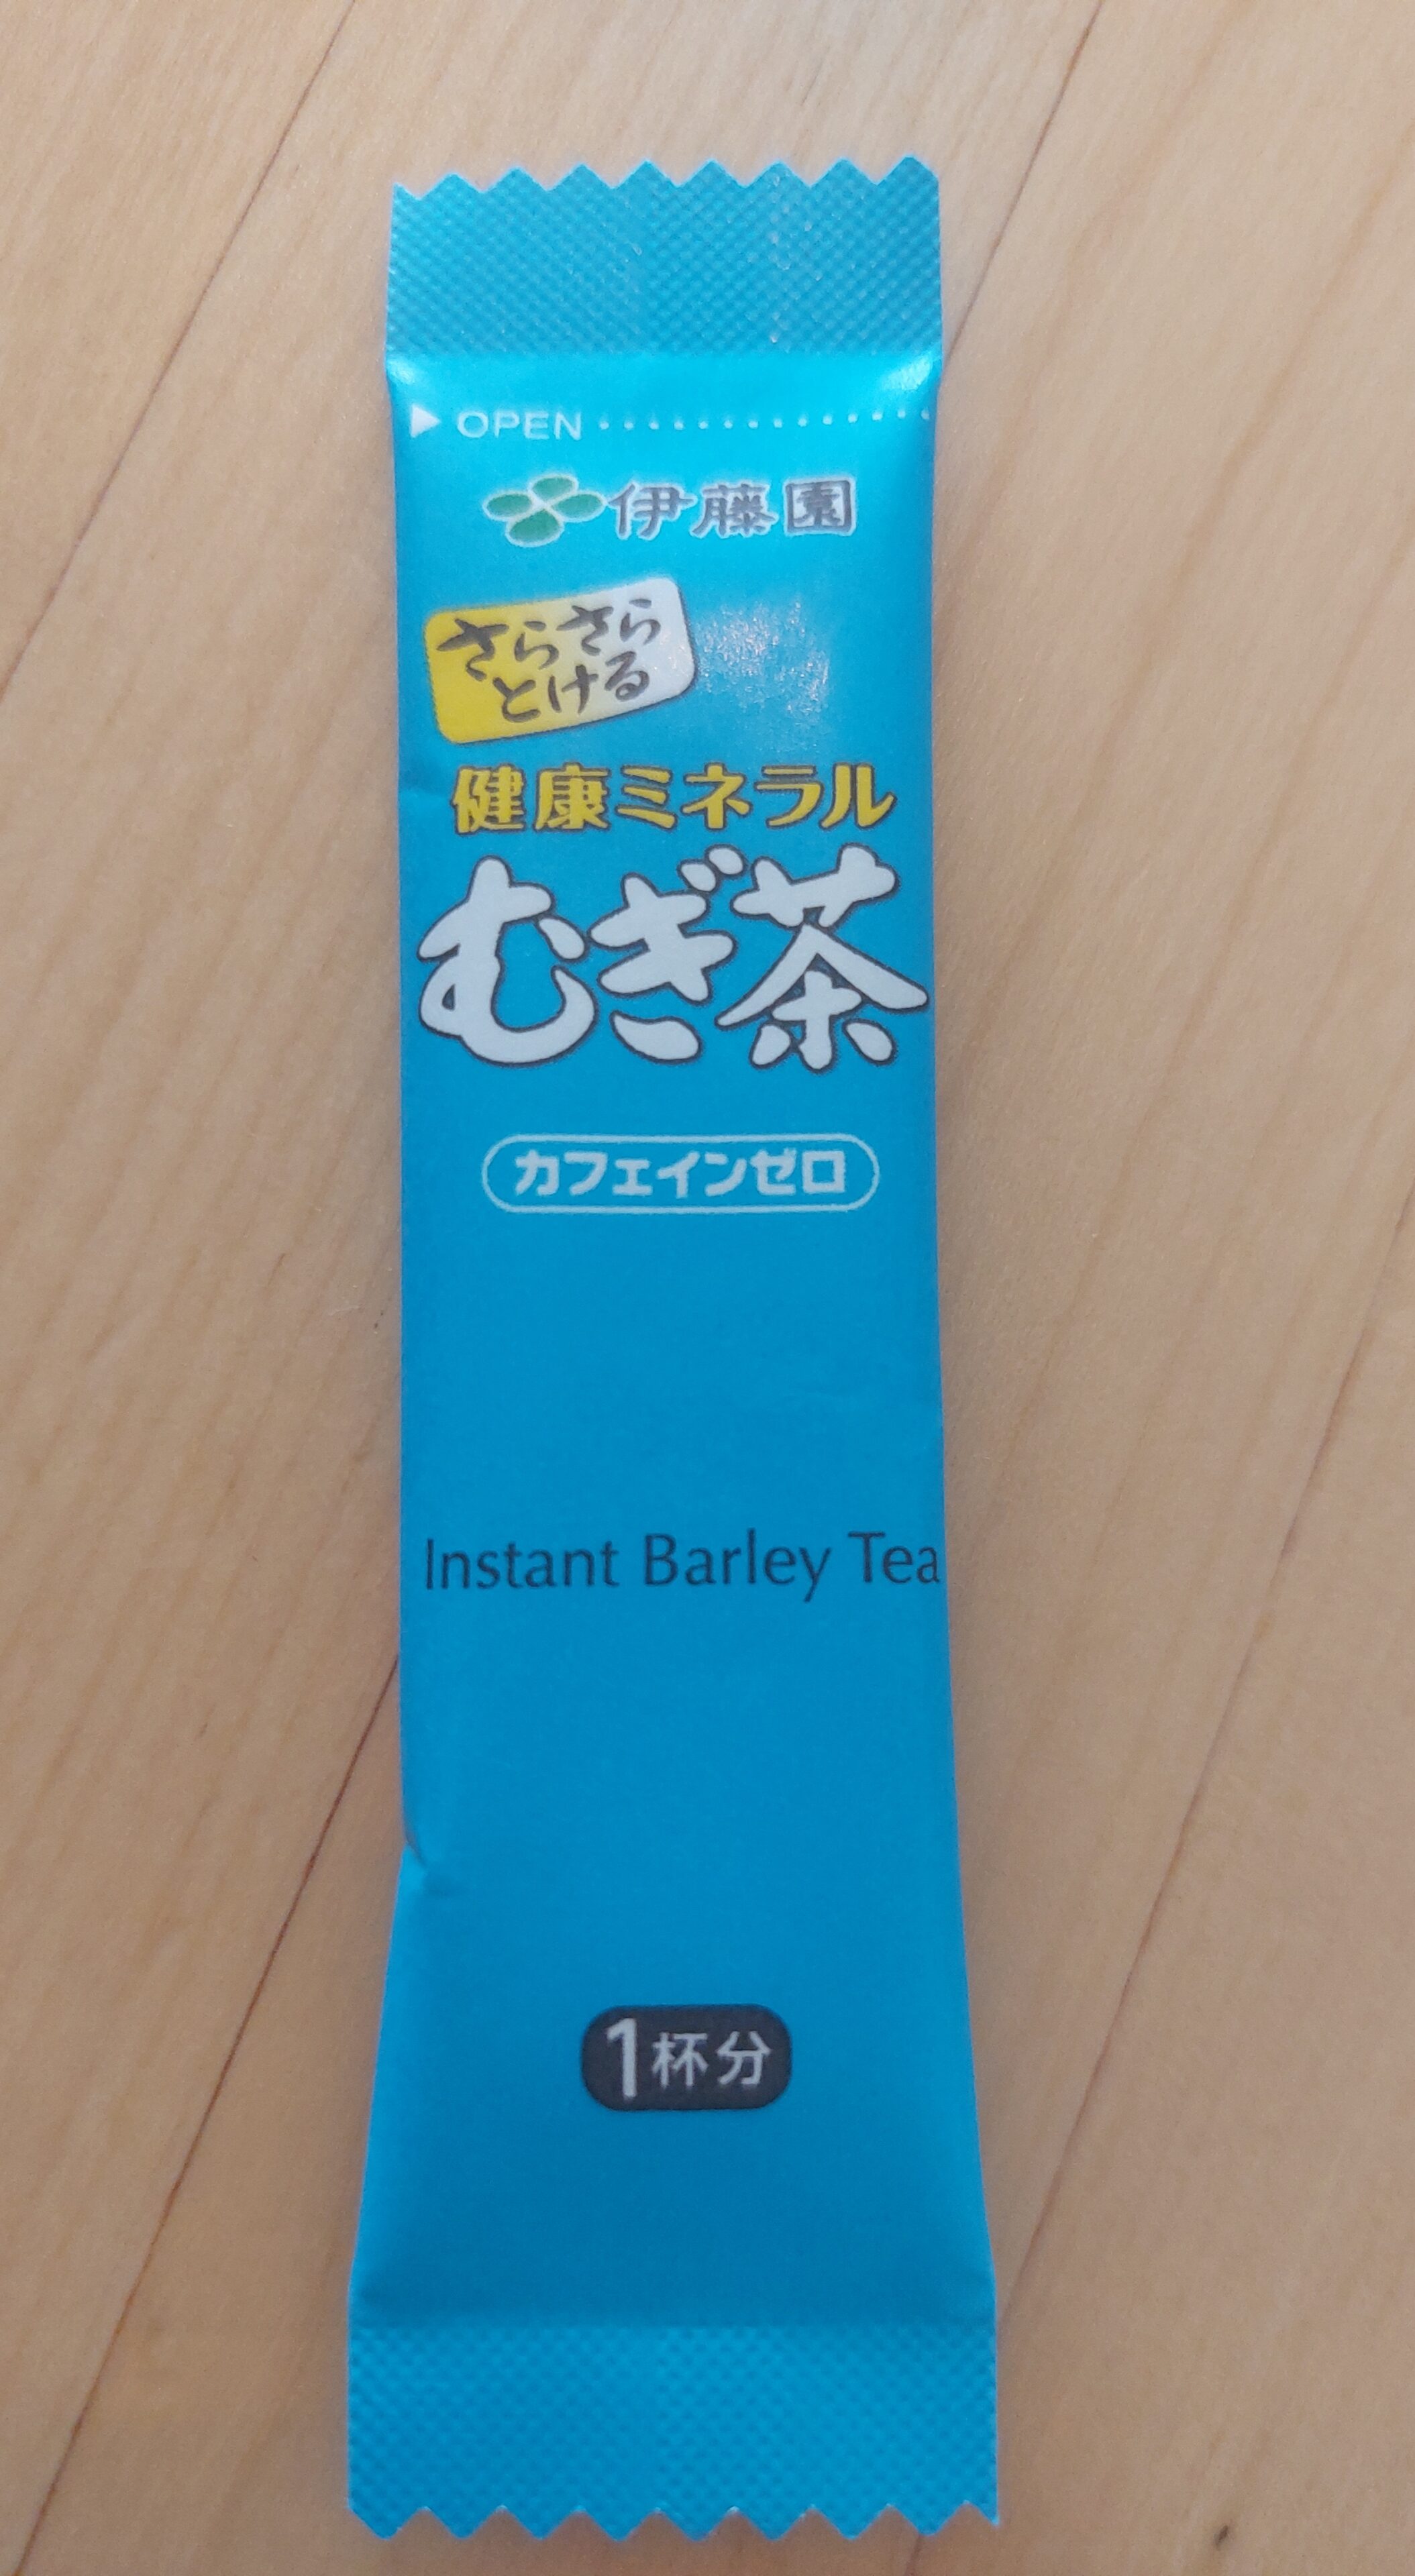 OPEN
伊藤園
さらさら
とける
健康ミネラル
むぎ茶
カフェインゼロ
Instant Barley Tea
1杯分